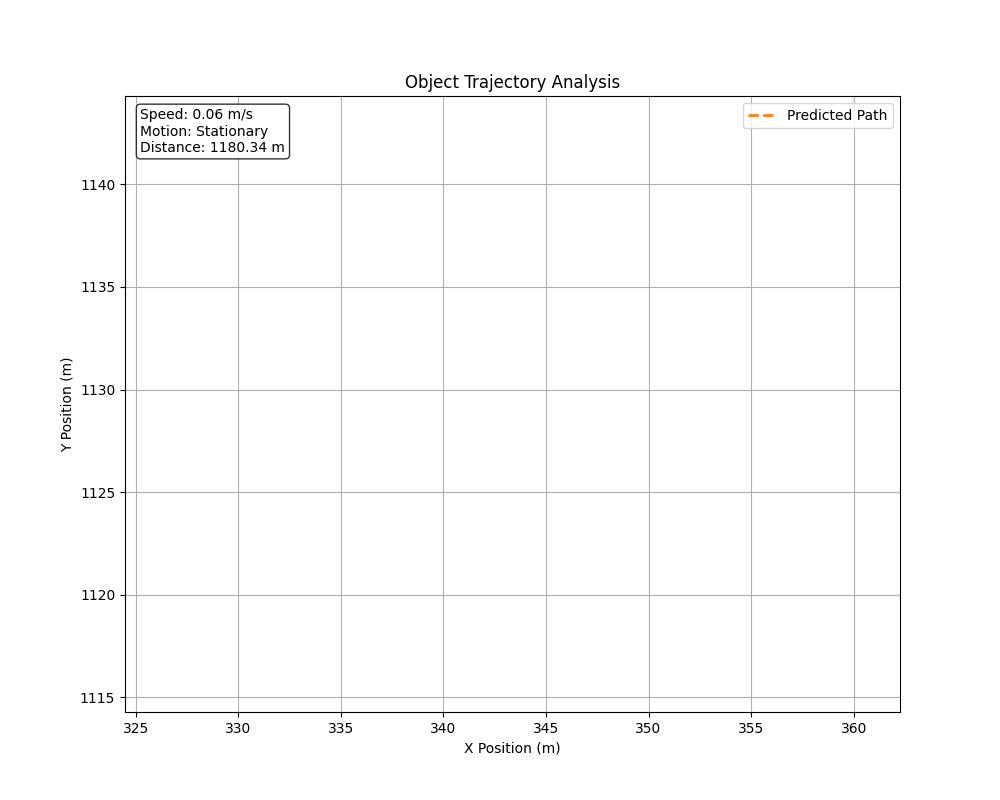 Object Trajectory Analysis
Speed: 0.06 m/s
Motion: Stationary
Distance: 1180.34 m
Predicted Path
1140
1135
1130
1125
1120
1115
Y Position (m)
325 330 335 340 345 350 355 360
X Position (m)